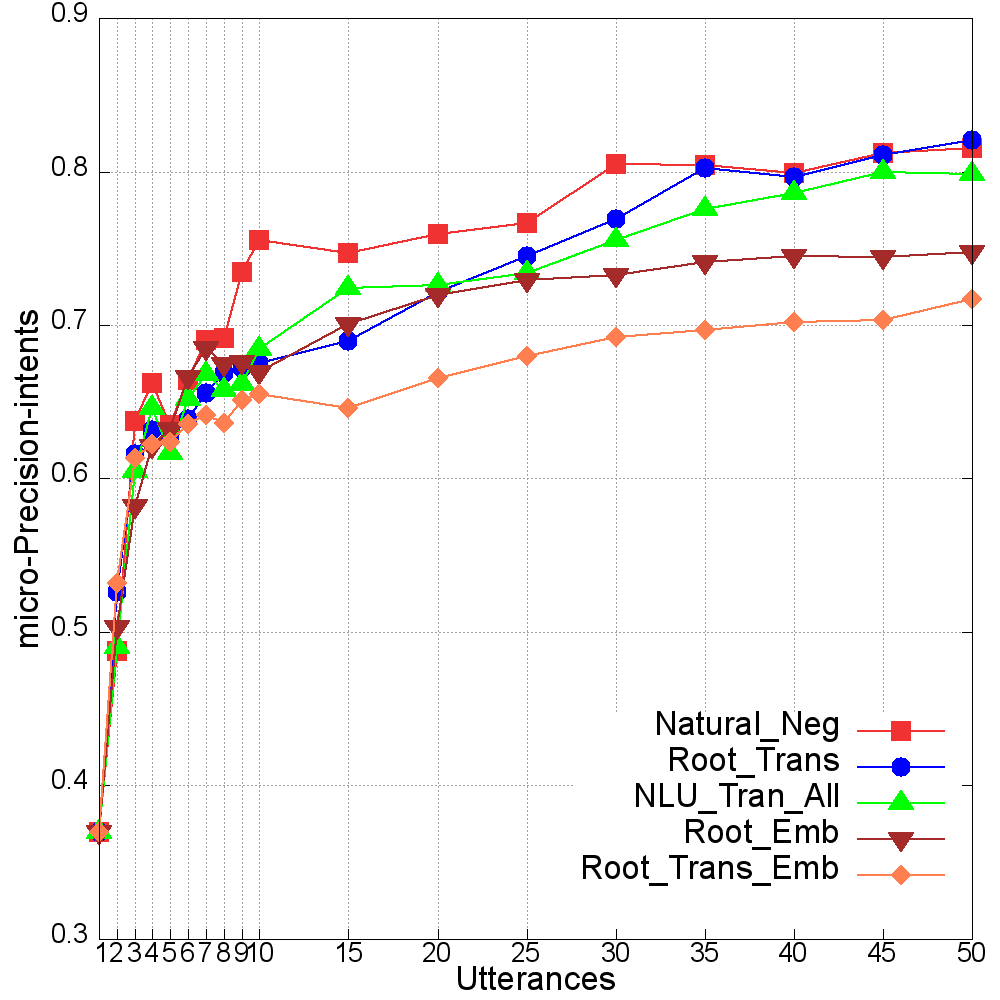 0.9
0.8
0.7
0.6
0.5
0.4
0.3
micro-Precision-intents
Natural_Neg
Root_Trans
NLU_Tran_All
Root_Emb
Root_Trans_Emb
1 2 3 4 5 6 7 8 9 10 15 20 25 30 35 40 45 50
Utterances